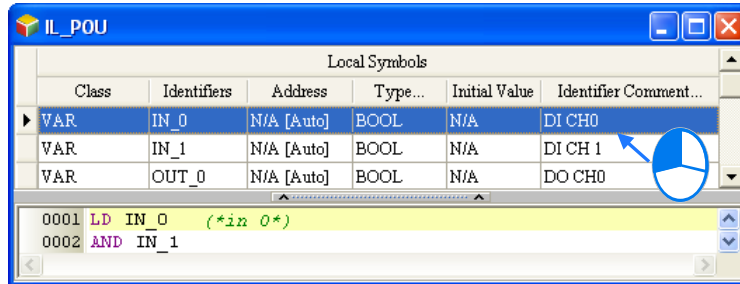 IL_POU
Local Symbols
Class Identifiers Address Type... Initial Value Identifier Comment...
VAR IN_0 N/A [Auto] BOOL N/A DI CH0
VAR IN_1 N/A [Auto] BOOL N/A DI CH 1
VAR OUT_0 N/A [Auto] BOOL N/A DO CH0
0001 LD IN_0 (*in 0*)
0002 AND IN_1